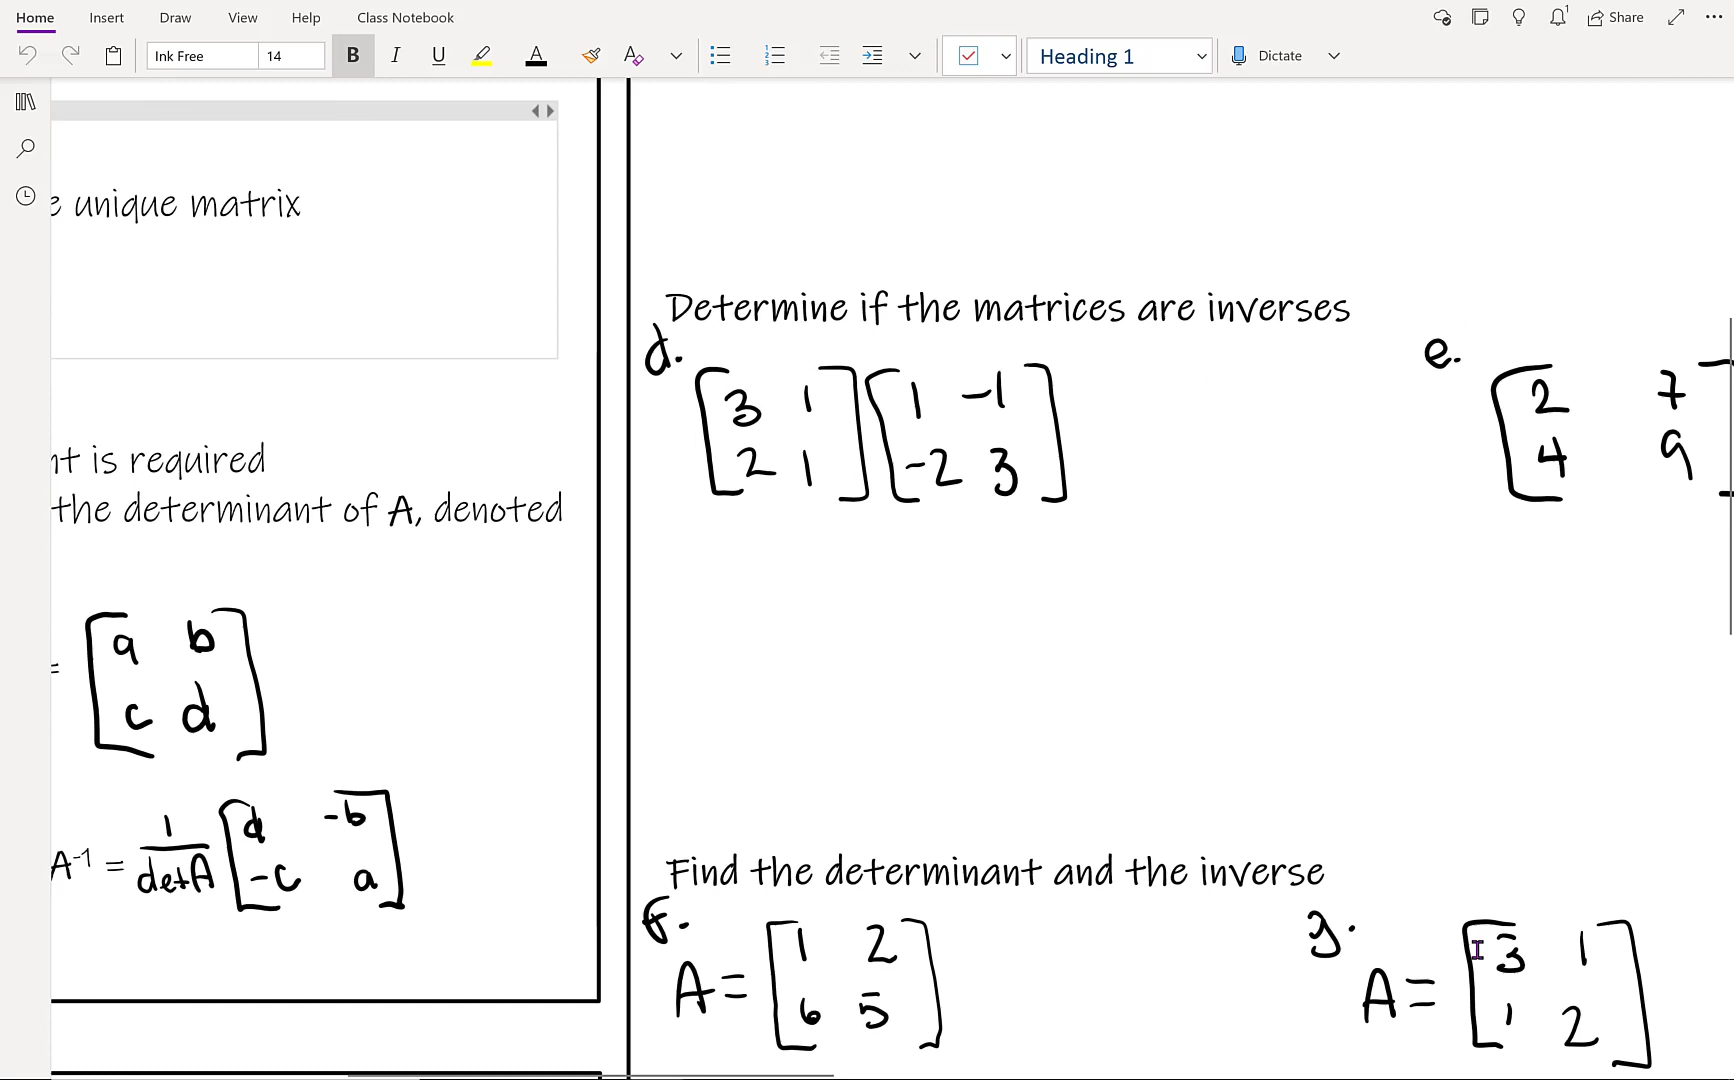 Home Insert Draw View Help Class Notebook
Share
Ink Free 14 B I U A Heading 1 Dictate
e unique matrix
nt is required
the determinant of A, denoted
= [a b
c d]
A⁻¹ = 1/detA [d -b
-c a]
Determine if the matrices are inverses
d. [3 1] [1 -1]
[2 1] [-2 3]
e. [2 7]
[4 9]
Find the determinant and the inverse
f. A = [1 2]
[6 5]
g. A = [3 1]
[1 2]